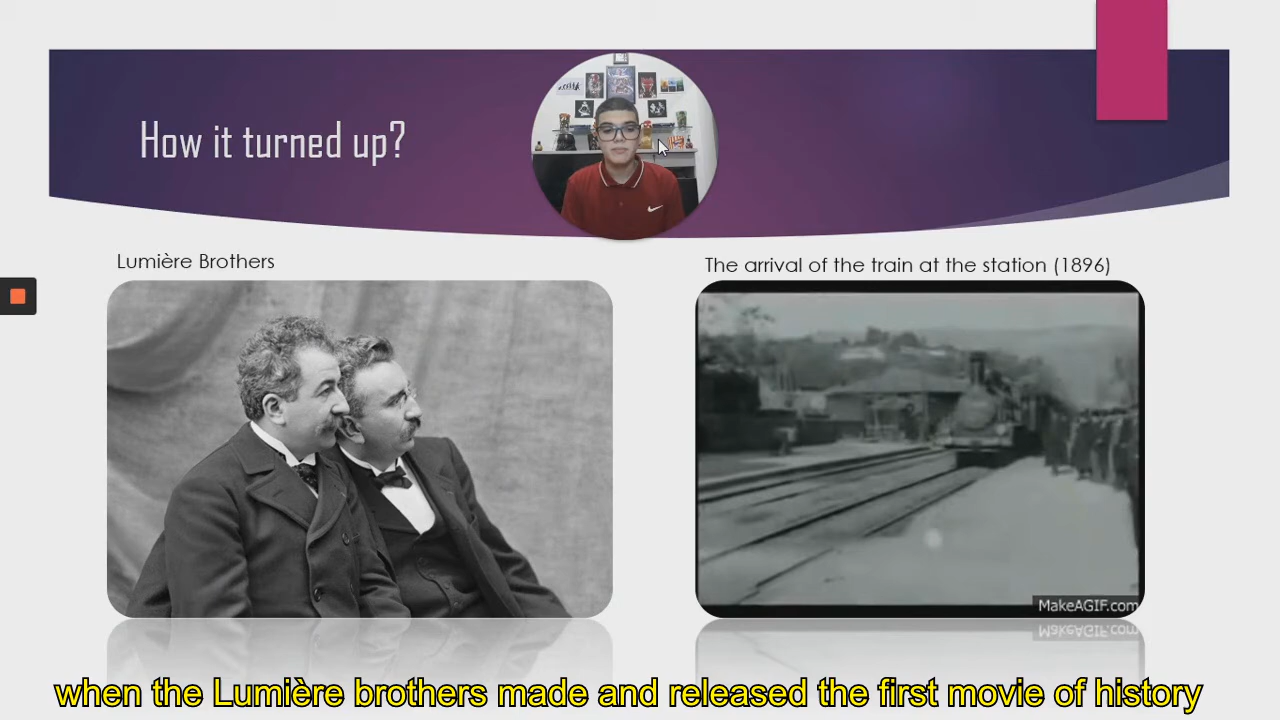 How it turned up?
Lumière Brothers
The arrival of the train at the station (1896)
MakeAGIF.com
when the Lumière brothers made and released the first movie of history